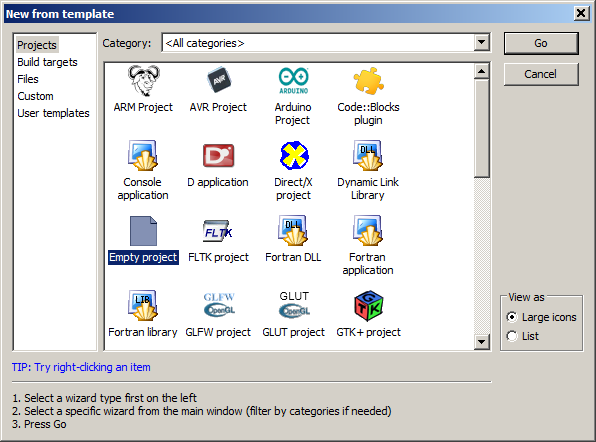 New from template
Projects
Build targets
Files
Custom
User templates
Category:
<All categories>
Go
Cancel
ARM Project
AVR
AVR Project
ARDUINO
Arduino
Project
Code::Blocks
plugin
Console
application
D
D application
Direct/X
project
DLL
Dynamic Link
Library
Empty project
FLTK
FLTK project
DLL
Fortran DLL
Fortran
application
LIB
Fortran library
GLFW
OpenGL
GLFW project
GLUT
OpenGL
GLUT project
GTK
GTK+ project
View as
Large icons
List
TIP: Try right-clicking an item
1. Select a wizard type first on the left
2. Select a specific wizard from the main window (filter by categories if needed)
3. Press Go